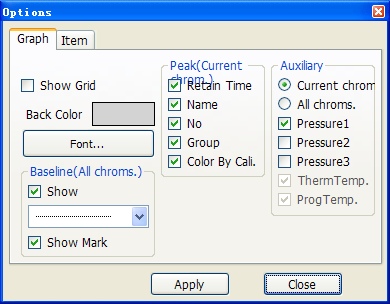 Options
Graph
Item
Show Grid
Back Color
Font...
Baseline(All chroms.)
Show
Show Mark
Peak(Current
chrom.)
Retain Time
Name
No
Group
Color By Cali.
Auxiliary
Current chrom
All chroms.
Pressure1
Pressure2
Pressure3
ThermTemp.
ProgTemp.
Apply
Close